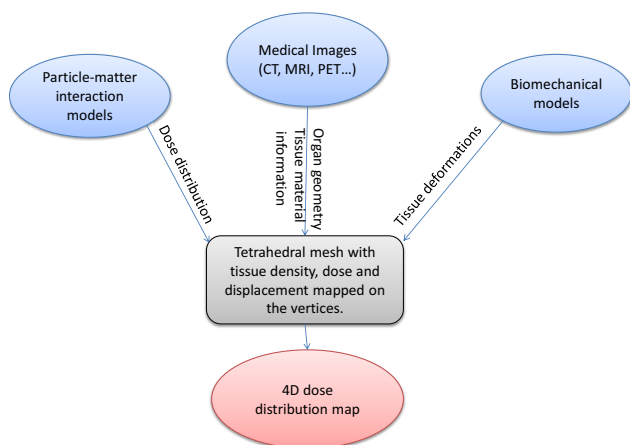 Medical Images
(CT, MRI, PET...)
Particle-matter
interaction
models
Biomechanical
models
Dose distribution
Organ geometry
Tissue material
information
Tissue deformations
Tetrahedral mesh with
tissue density, dose and
displacement mapped on
the vertices.
4D dose
distribution map